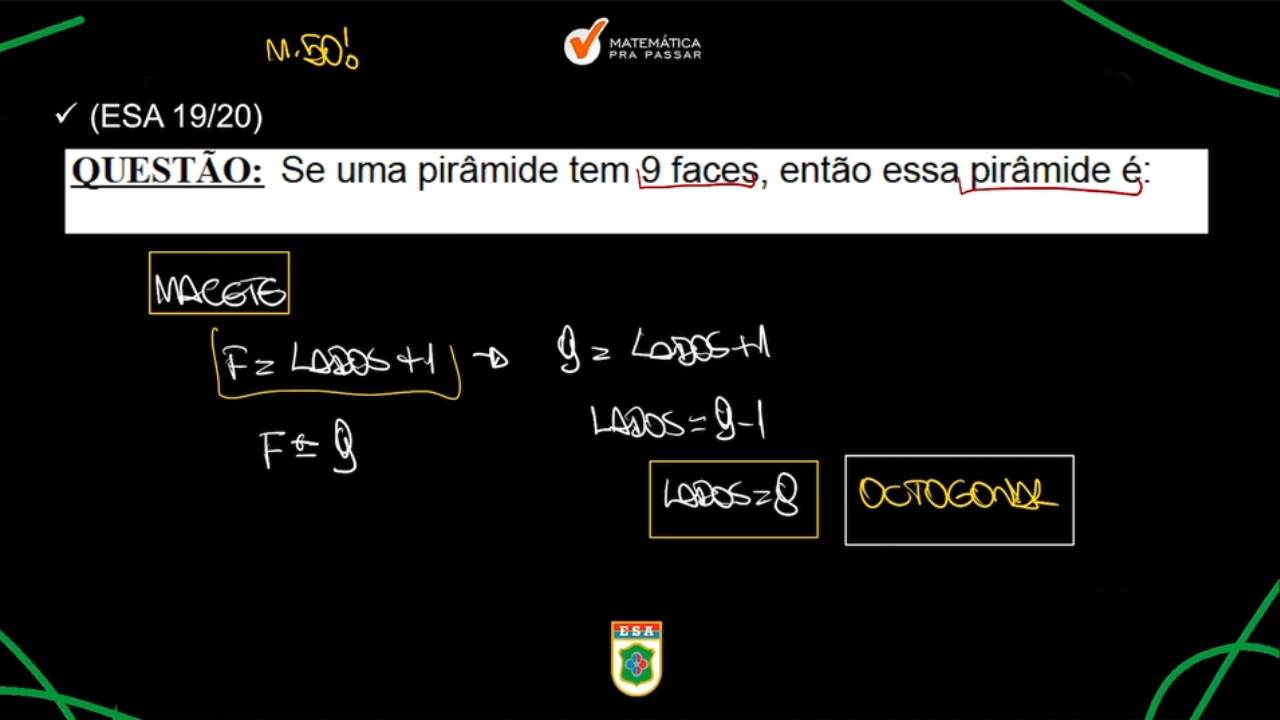 M.50!
MATEMÁTICA
PRA PASSAR
✓ (ESA 19/20)
QUESTÃO: Se uma pirâmide tem 9 faces, então essa pirâmide é:
MACETE
F = LADOS + 1 → 9 = LADOS + 1
F = 9
LADOS = 9 - 1
LADOS = 8
OCTOGONAL
ESA